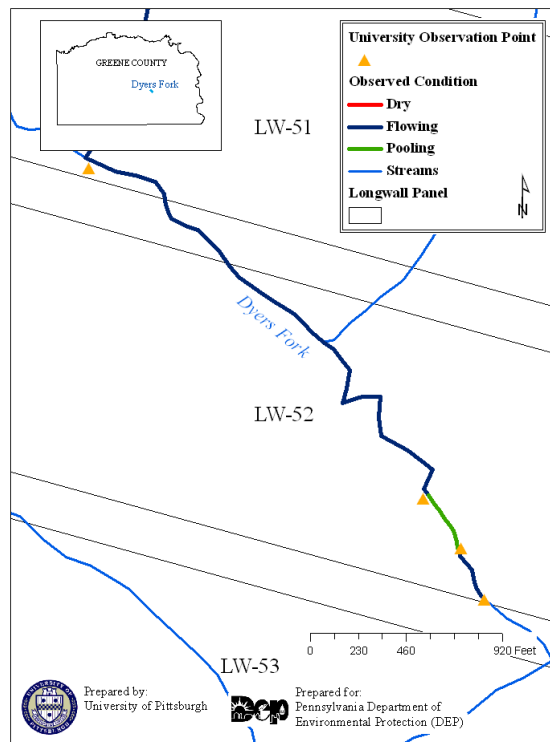 GREENE COUNTY
Dyers Fork
University Observation Point
Observed Condition
Dry
Flowing
Pooling
Streams
Longwall Panel
N
LW-51
Dyers Fork
LW-52
0 230 460 920 Feet
LW-53
Prepared by:
University of Pittsburgh
DEP
Prepared for:
Pennsylvania Department of
Environmental Protection (DEP)